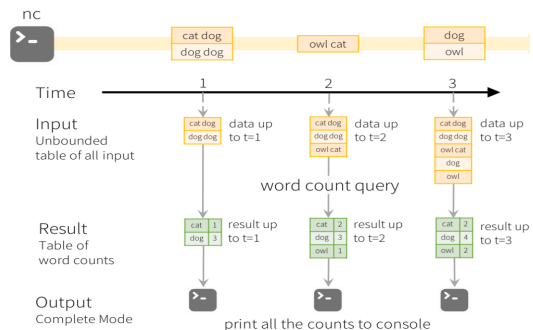 nc
cat dog
dog dog
owl cat
dog
owl
Time
1
2
3
Input
Unbounded
table of all input
cat dog
dog dog
data up
to t=1
cat dog
dog dog
owl cat
data up
to t=2
cat dog
dog dog
owl cat
dog
owl
data up
to t=3
word count query
Result
Table of
word counts
cat 1
dog 3
result up
to t=1
cat 2
dog 3
owl 1
result up
to t=2
cat 2
dog 4
owl 2
result up
to t=3
Output
Complete Mode
print all the counts to console